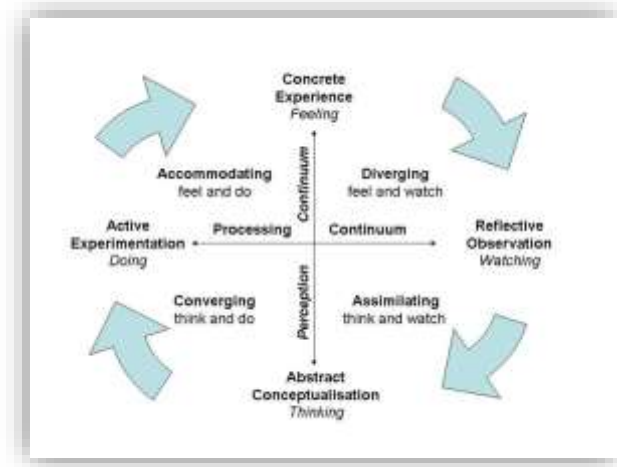 Concrete
Experience
Feeling
Accommodating
feel and do
Continuum
Diverging
feel and watch
Active
Experimentation
Doing
Processing
Continuum
Reflective
Observation
Watching
Converging
think and do
Perception
Assimilating
think and watch
Abstract
Conceptualisation
Thinking